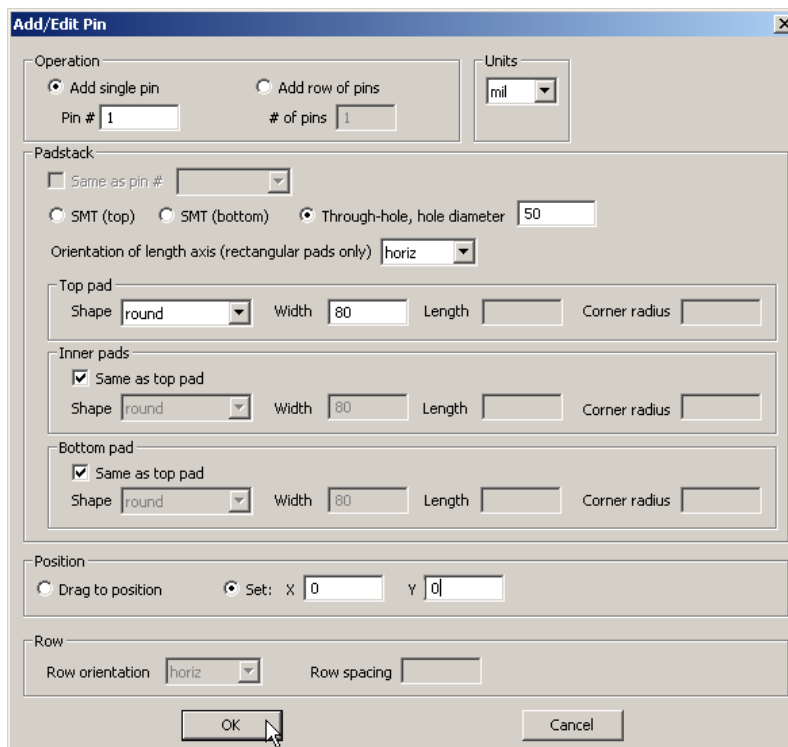 Add/Edit Pin
Operation
Units
Add single pin
Add row of pins
mil
Pin # 1
# of pins 1
Padstack
Same as pin #
SMT (top)
SMT (bottom)
Through-hole, hole diameter 50
Orientation of length axis (rectangular pads only) horiz
Top pad
Shape round Width 80 Length Corner radius
Inner pads
Same as top pad
Shape round Width 80 Length Corner radius
Bottom pad
Same as top pad
Shape round Width 80 Length Corner radius
Position
Drag to position
Set: X 0 Y 0
Row
Row orientation horiz Row spacing
OK
Cancel